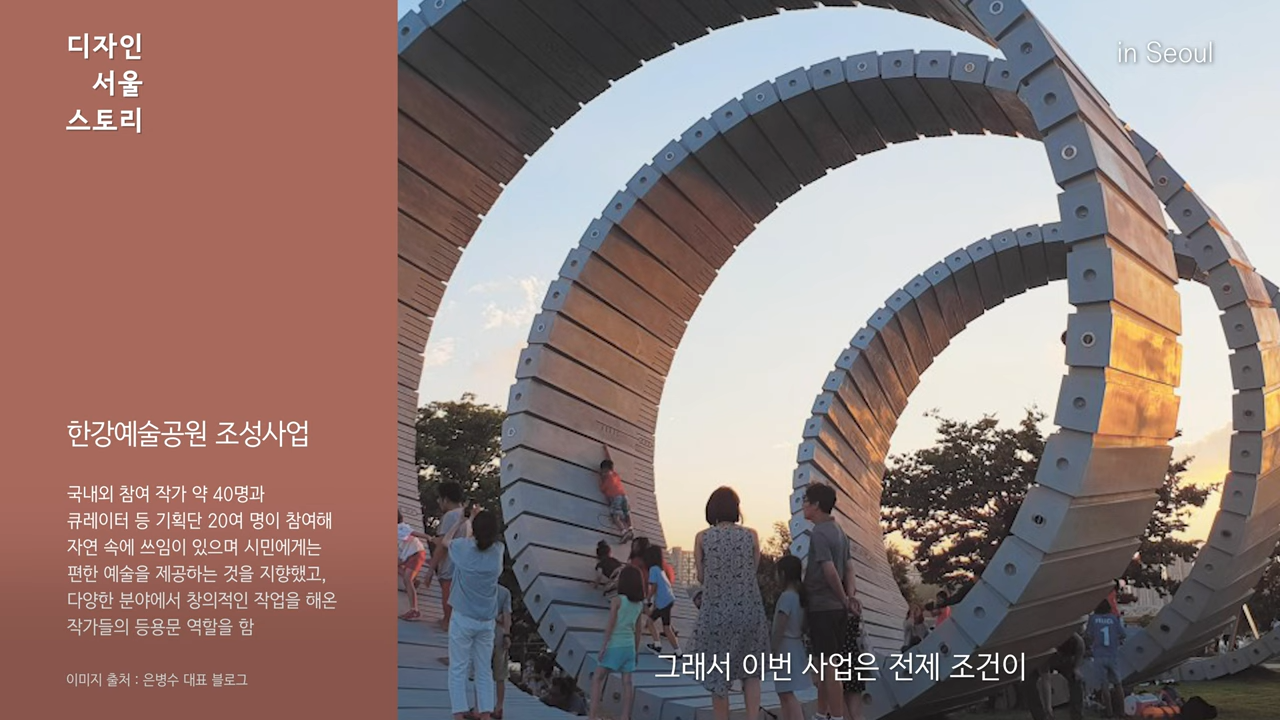 디자인
서울
스토리
in Seoul
한강예술공원 조성사업
국내외 참여 작가 약 40명과
큐레이터 등 기획단 20여 명이 참여해
자연 속에 쓰임이 있으며 시민에게는
편한 예술을 제공하는 것을 지향했고,
다양한 분야에서 창의적인 작업을 해온
작가들의 등용문 역할을 함
이미지 출처 : 은병수 대표 블로그
그래서 이번 사업은 전제 조건이
1